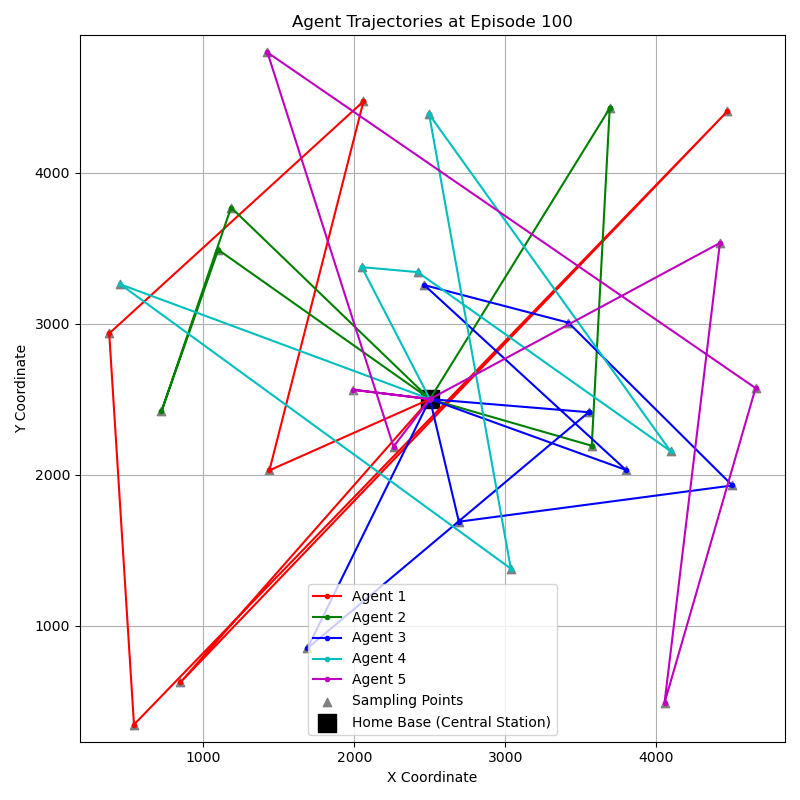 Agent Trajectories at Episode 100
Y Coordinate
4000
3000
2000
1000
Agent 1
Agent 2
Agent 3
Agent 4
Agent 5
Sampling Points
Home Base (Central Station)
1000
2000
3000
4000
X Coordinate